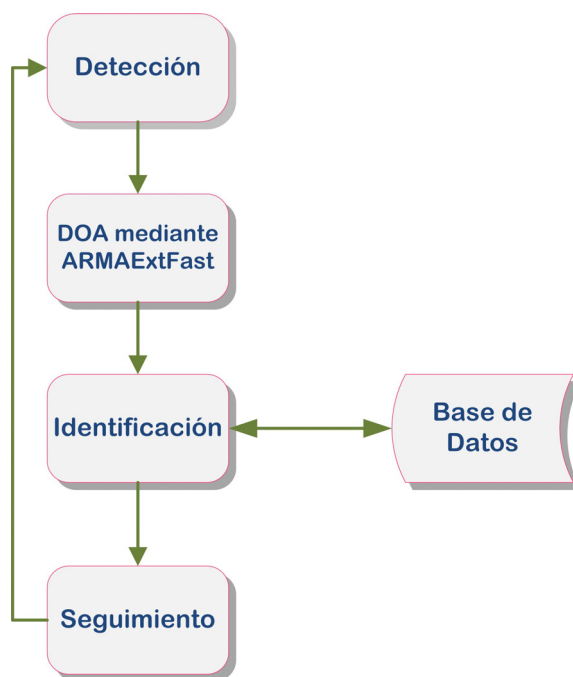 Detección
DOA mediante
ARMAExtFast
Identificación
Base de
Datos
Seguimiento